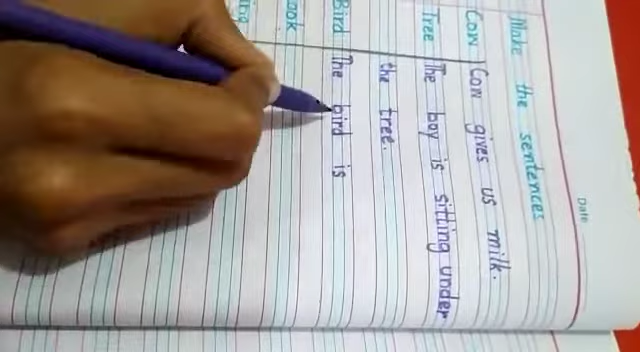 Date
Make the sentences
Cow Cow gives us milk.
Tree The boy is sitting under
the tree.
Bird The bird is